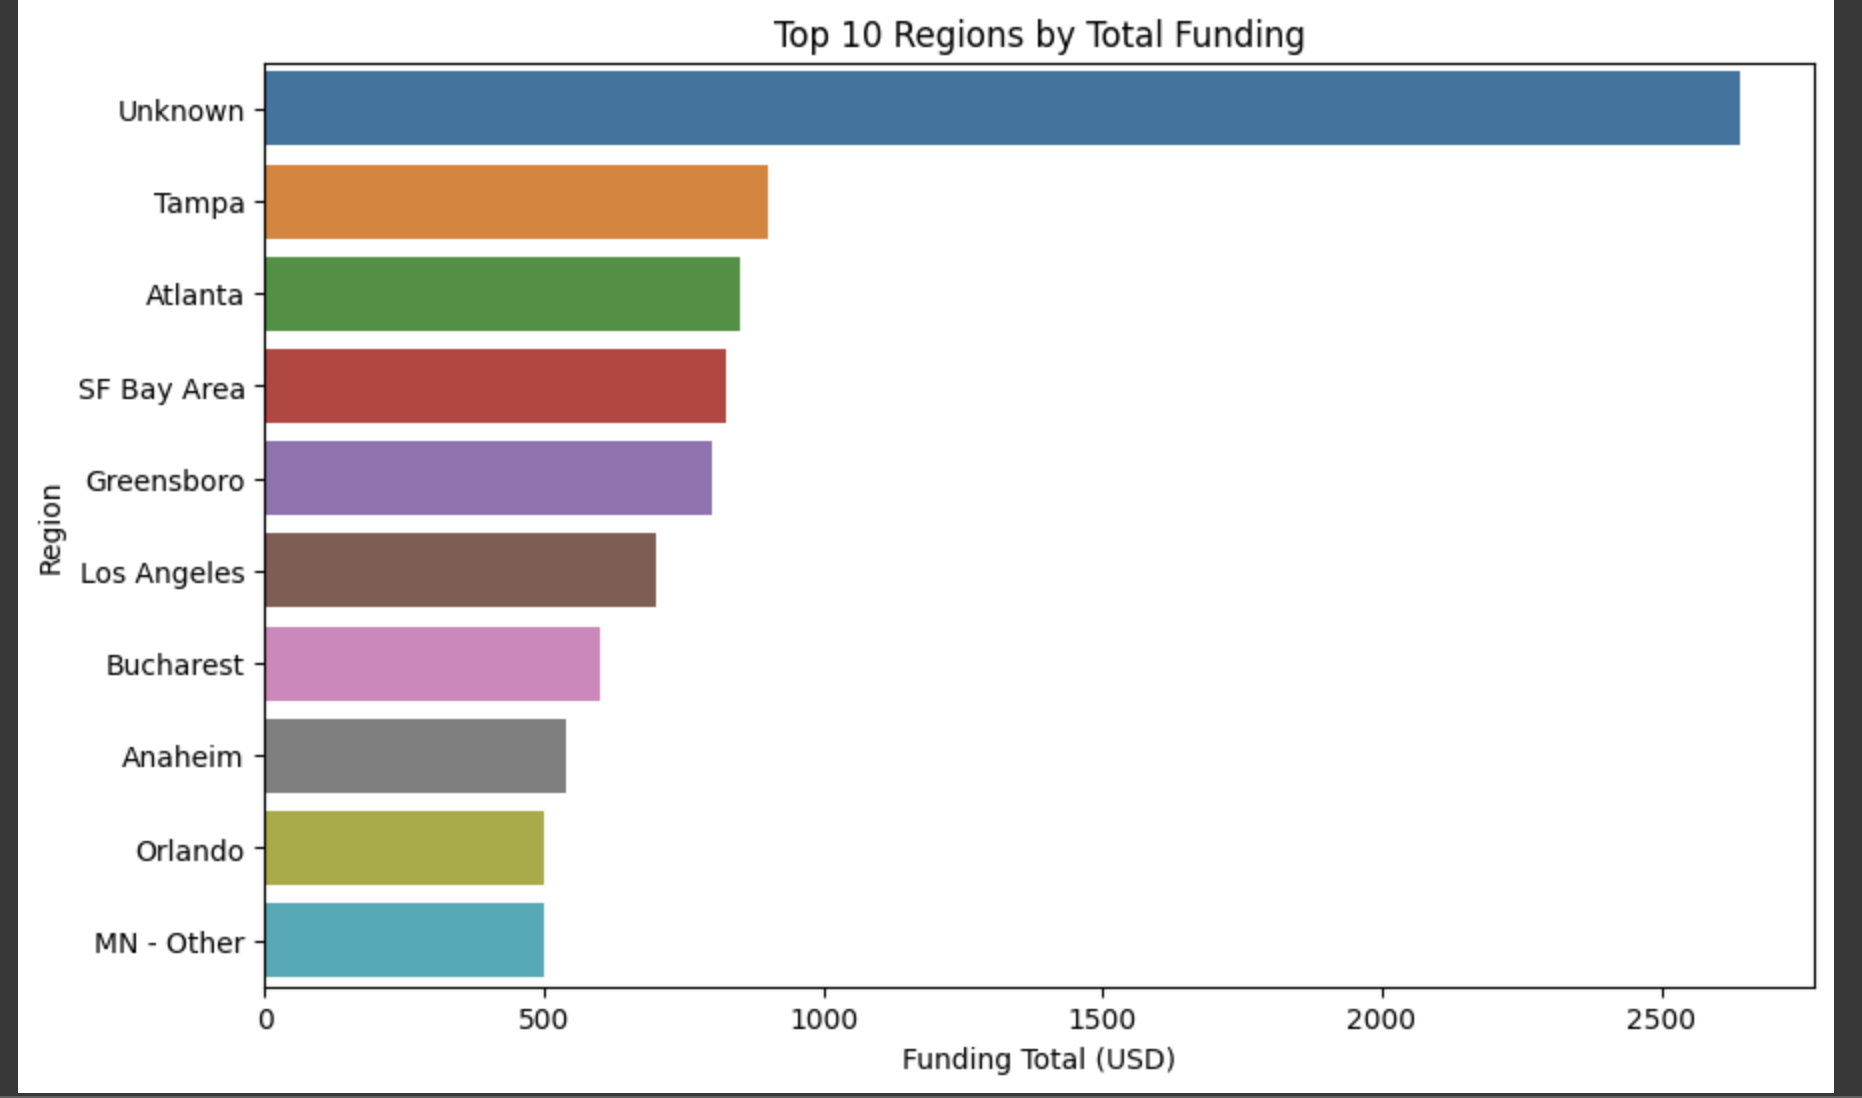 Top 10 Regions by Total Funding
Unknown
Tampa
Atlanta
SF Bay Area
Greensboro
Los Angeles
Bucharest
Anaheim
Orlando
MN - Other
Region
0 500 1000 1500 2000 2500
Funding Total (USD)